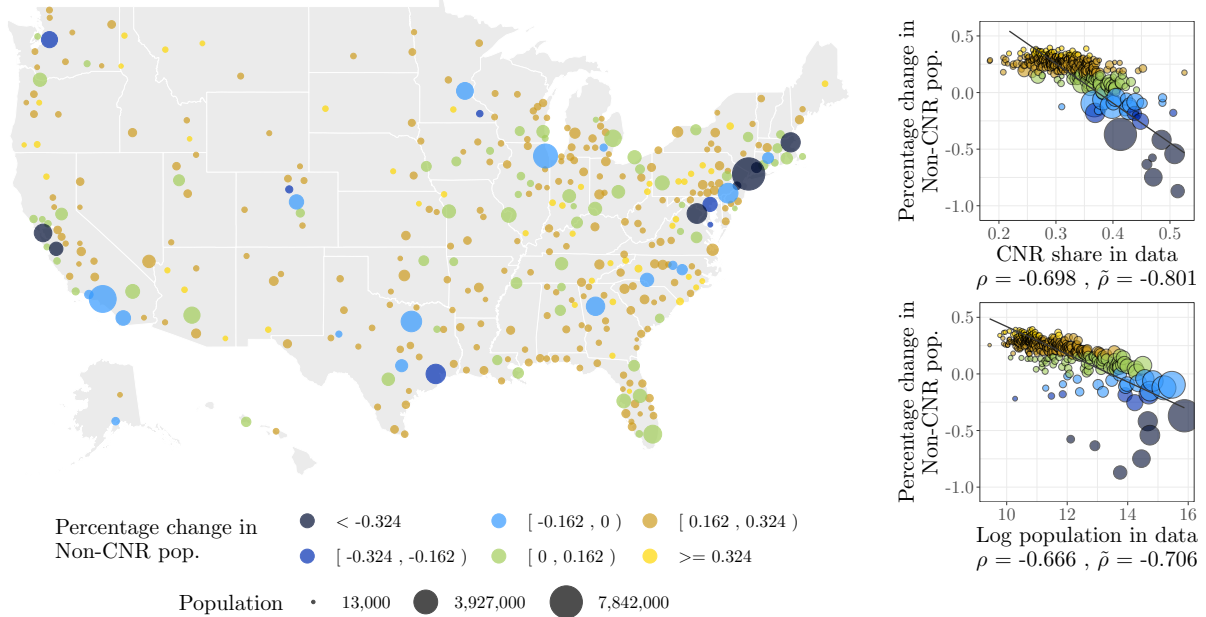 Percentage change in
Non-CNR pop.
< -0.324
[ -0.162 , 0 )
[ 0.162 , 0.324 )
[ -0.324 , -0.162 )
[ 0 , 0.162 )
>= 0.324
Population
13,000
3,927,000
7,842,000
Percentage change in
Non-CNR pop.
0.5
0.0
-0.5
-1.0
0.2
0.3
0.4
0.5
CNR share in data
ρ = -0.698 , ρ̃ = -0.801
Percentage change in
Non-CNR pop.
0.5
0.0
-0.5
-1.0
10
12
14
16
Log population in data
ρ = -0.666 , ρ̃ = -0.706